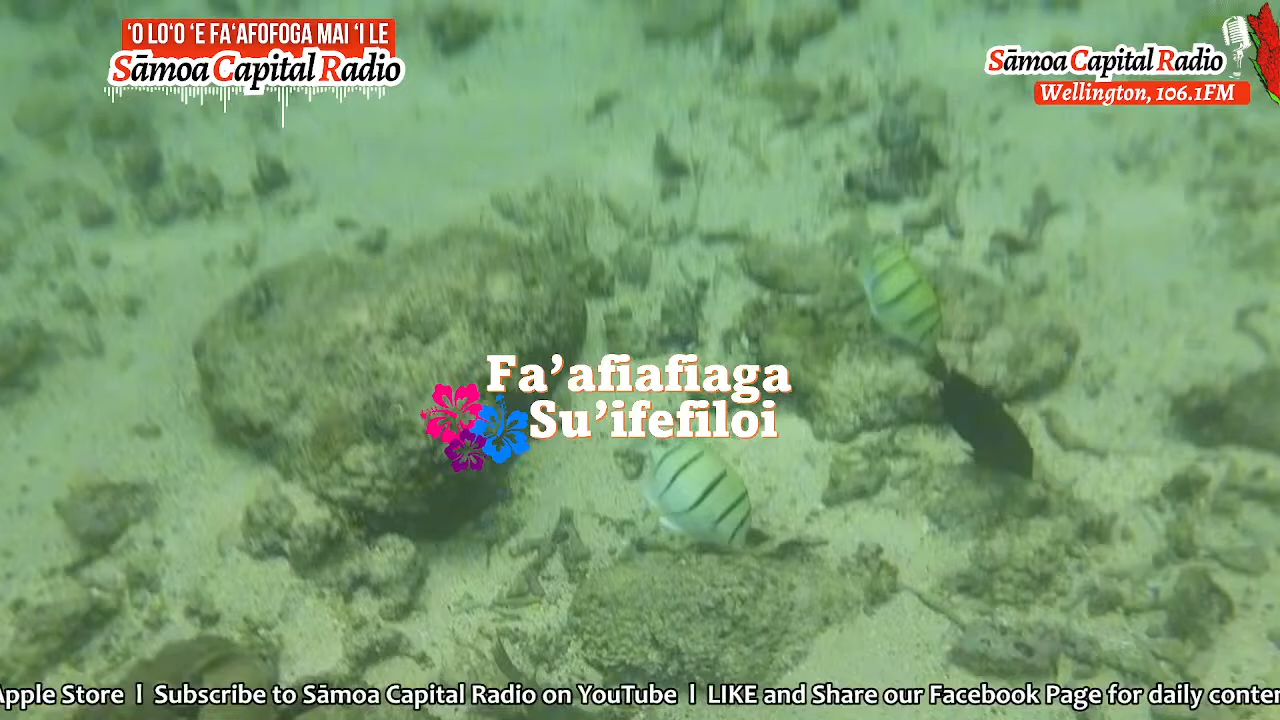 ‘O LO‘O ‘E FA‘AFOFOGA MAI ‘I LE
Sāmoa Capital Radio
Sāmoa Capital Radio
Wellington, 106.1FM
Fa’afiafiaga
Su’ifefiloi
Apple Store l Subscribe to Sāmoa Capital Radio on YouTube l LIKE and Share our Facebook Page for daily